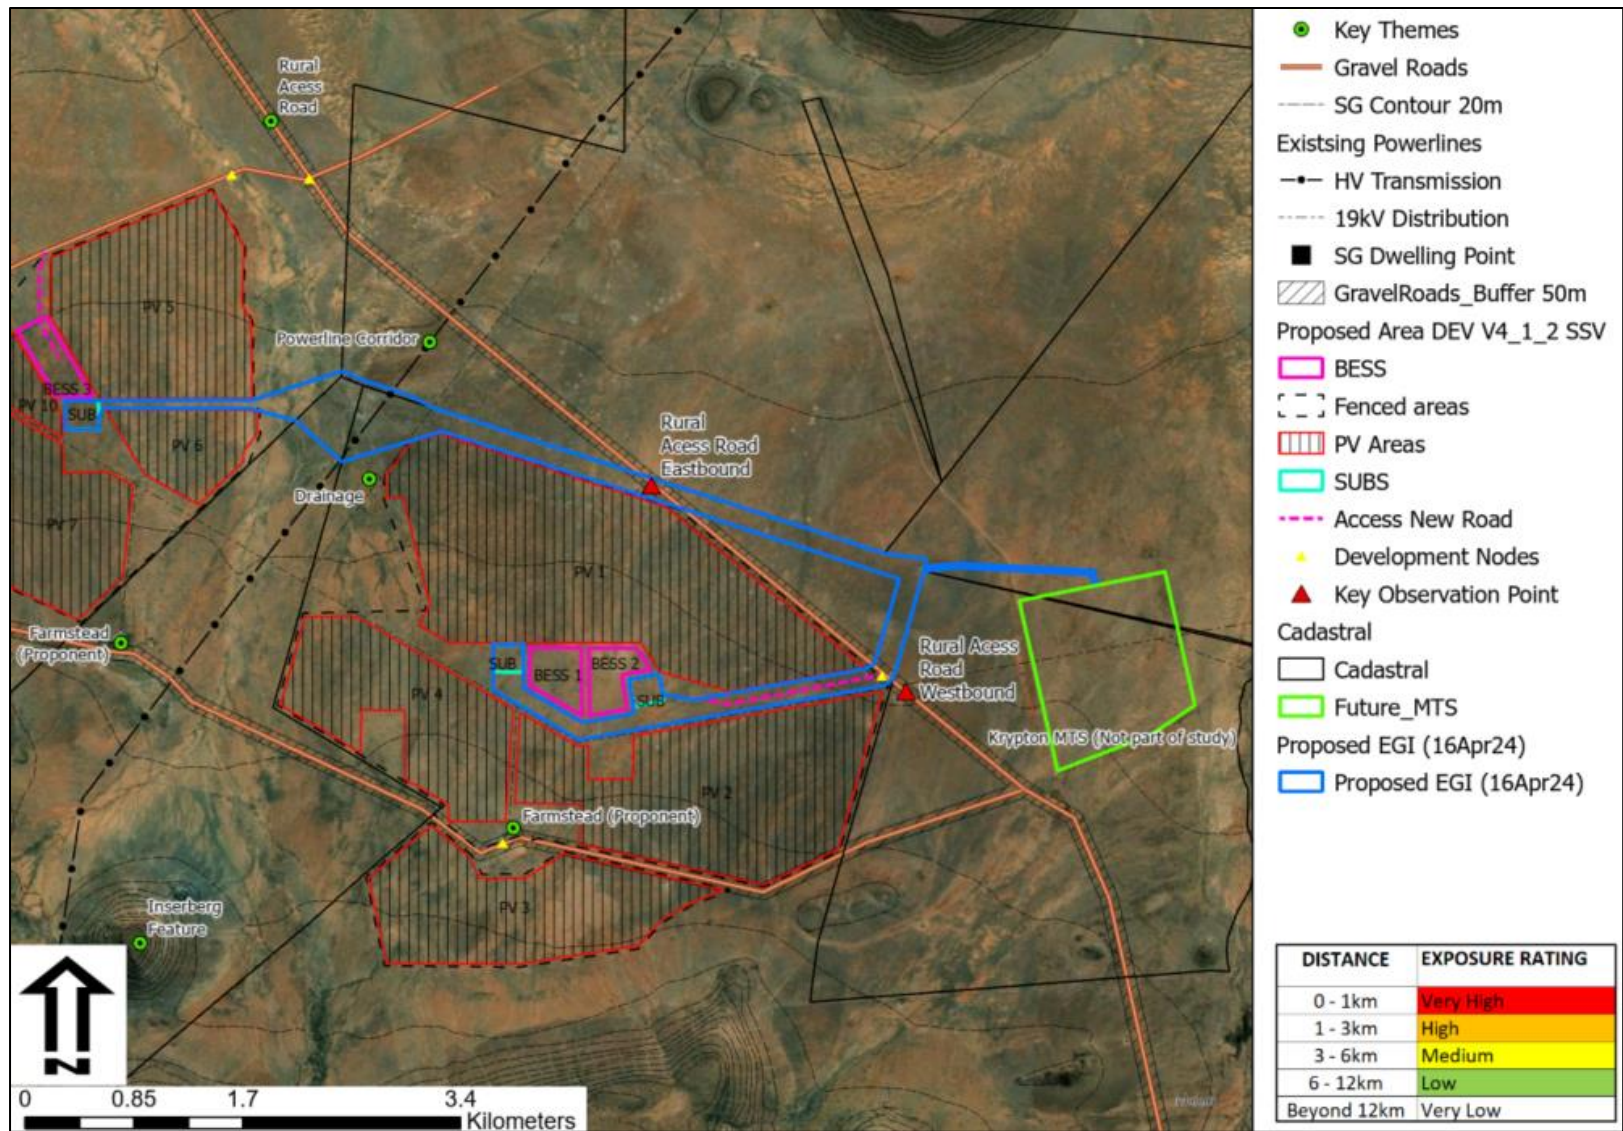 Rural
Acess
Road
PV 5
Powerline Corridor
BESS 3
PV 10
SUB
PV 6
Rural
Acess Road
Eastbound
Drainage
PV 7
PV 1
Farmstead
(Proponent)
SUB
BESS 1
BESS 2
SUB
Rural Acess
Road
Westbound
PV 4
Krypton MTS (Not part of study)
PV 2
Farmstead (Proponent)
PV 3
Inserberg
Feature
N
0 0.85 1.7 3.4
Kilometers
Key Themes
Gravel Roads
SG Contour 20m
Existsing Powerlines
HV Transmission
19kV Distribution
SG Dwelling Point
GravelRoads_Buffer 50m
Proposed Area DEV V4_1_2 SSV
BESS
Fenced areas
PV Areas
SUBS
Access New Road
Development Nodes
Key Observation Point
Cadastral
Cadastral
Future_MTS
Proposed EGI (16Apr24)
Proposed EGI (16Apr24)
DISTANCE EXPOSURE RATING
0 - 1km Very High
1 - 3km High
3 - 6km Medium
6 - 12km Low
Beyond 12km Very Low